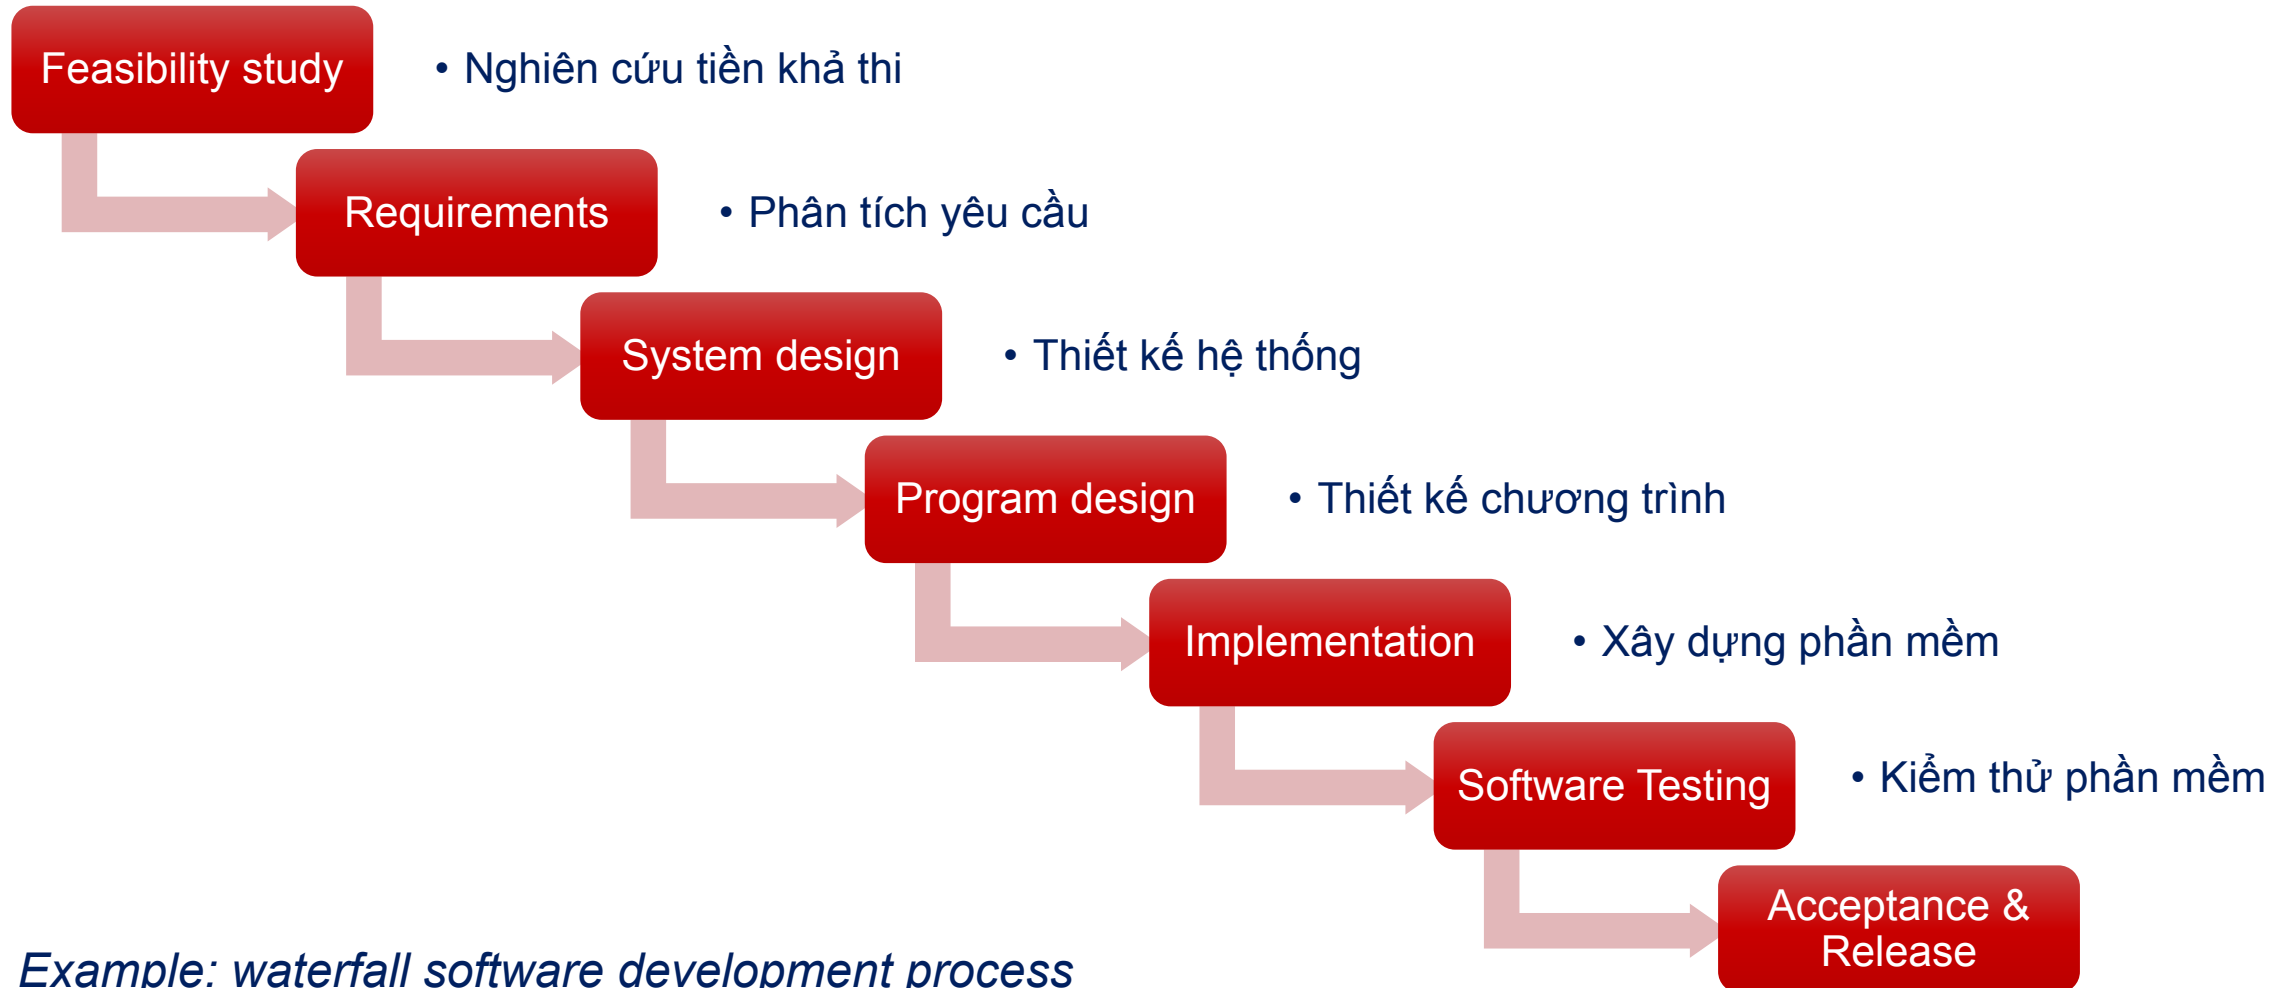 Feasibility study
• Nghiên cứu tiền khả thi
Requirements
• Phân tích yêu cầu
System design
• Thiết kế hệ thống
Program design
• Thiết kế chương trình
Implementation
• Xây dựng phần mềm
Software Testing
• Kiểm thử phần mềm
Acceptance &
Release
Example: waterfall software development process